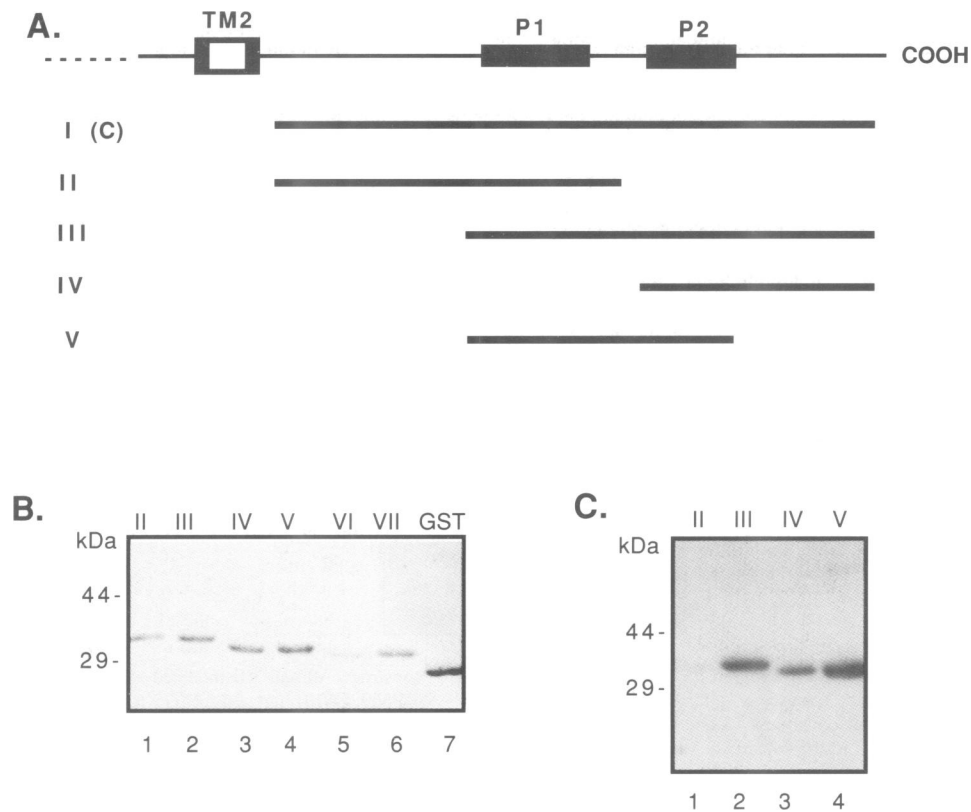 A.
TM2 P1 P2
COOH
I (C)
II
III
IV
V
B.
II III IV V VI VII GST
kDa
44-
29-
1 2 3 4 5 6 7
C.
II III IV V
kDa
44-
29-
1 2 3 4